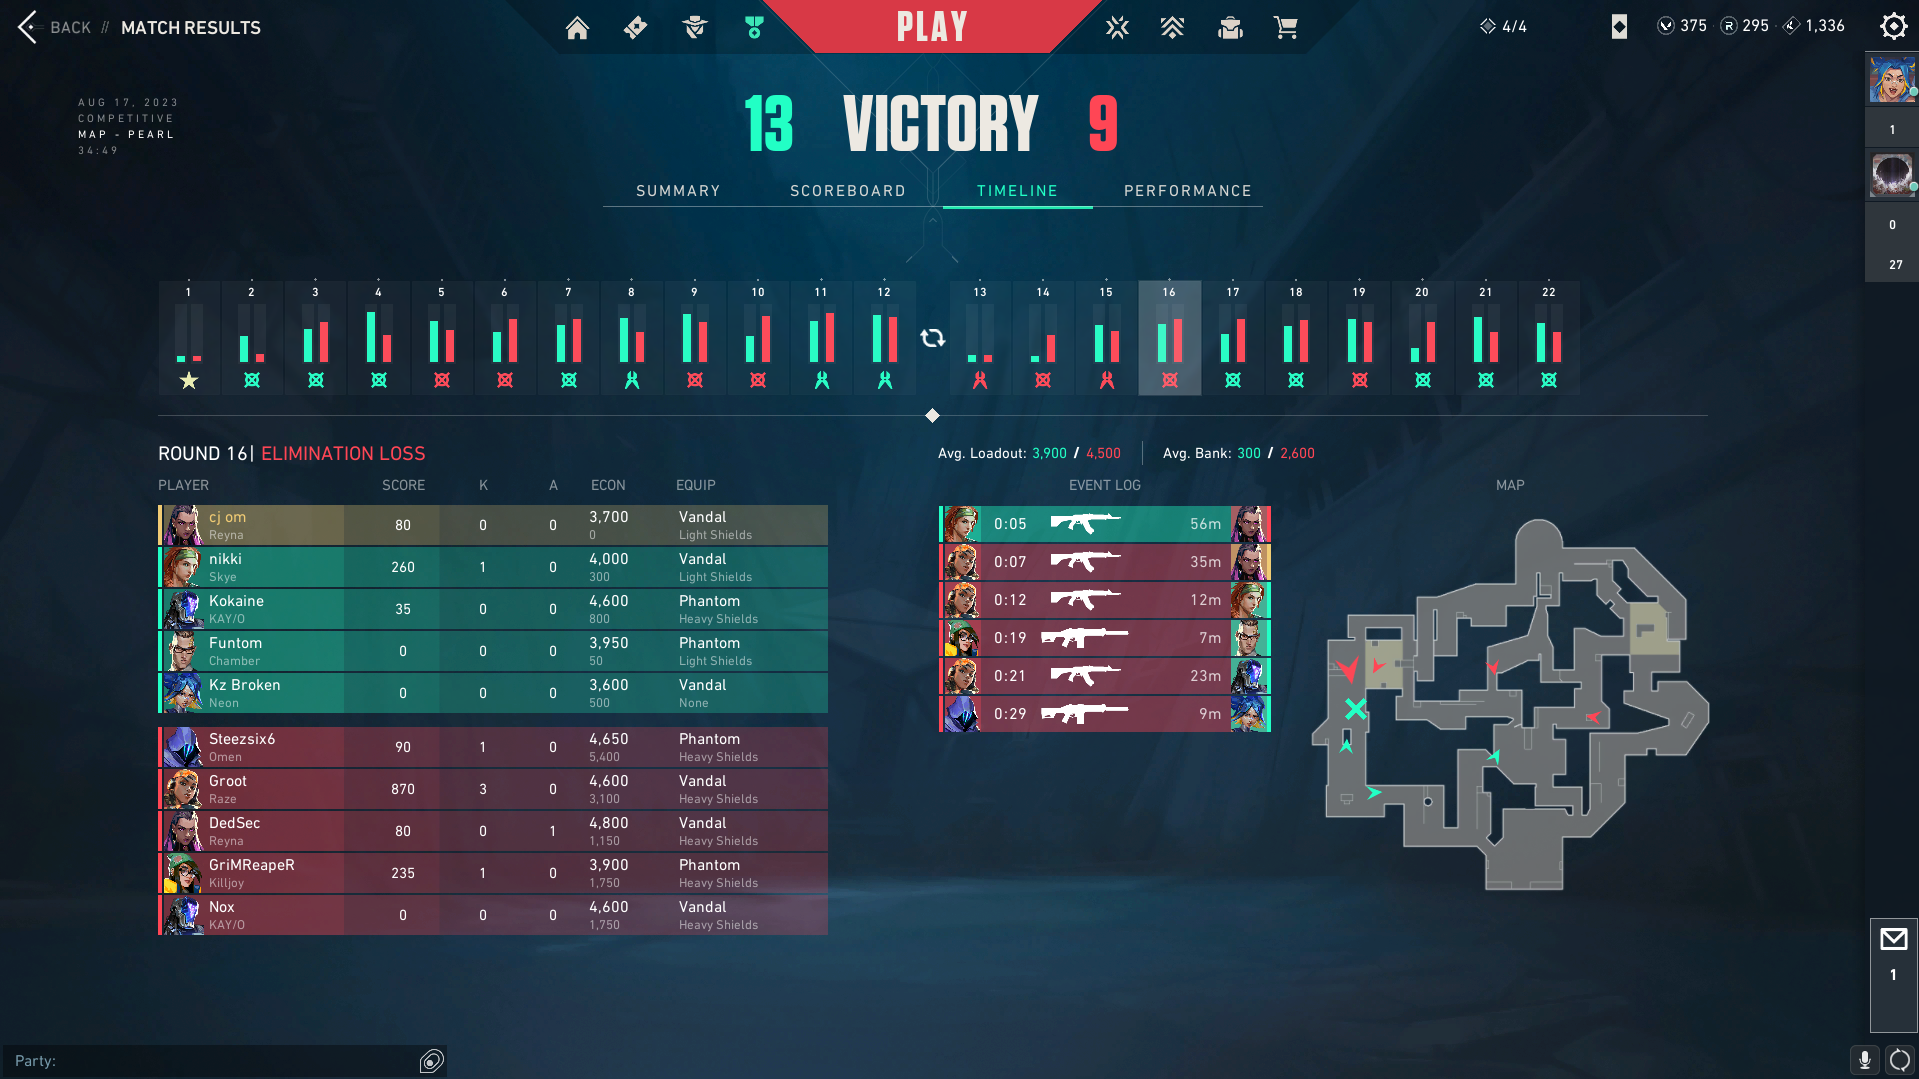 BACK // MATCH RESULTS
PLAY
4/4
375
295
1,336
AUG 17, 2023
COMPETITIVE
MAP - PEARL
34:49
13 VICTORY 9
SUMMARY SCOREBOARD TIMELINE PERFORMANCE
1
0
27
1 2 3 4 5 6 7 8 9 10 11 12 13 14 15 16 17 18 19 20 21 22
ROUND 16| ELIMINATION LOSS
Avg. Loadout: 3,900 / 4,500
Avg. Bank: 300 / 2,600
PLAYER SCORE K A ECON EQUIP
cj om 80 0 0 3,700 Vandal
Reyna 0 Light Shields
nikki 260 1 0 4,000 Vandal
Skye 300 Light Shields
Kokaine 35 0 0 4,600 Phantom
KAY/O 800 Heavy Shields
Funtom 0 0 0 3,950 Phantom
Chamber 50 Light Shields
Kz Broken 0 0 0 3,600 Vandal
Neon 500 None
Steezsix6 90 1 0 4,650 Phantom
Omen 5,400 Heavy Shields
Groot 870 3 0 4,600 Vandal
Raze 3,100 Heavy Shields
DedSec 80 0 1 4,800 Vandal
Reyna 1,150 Heavy Shields
GriMReapeR 235 1 0 3,900 Phantom
Killjoy 1,750 Heavy Shields
Nox 0 0 0 4,600 Vandal
KAY/O 1,750 Heavy Shields
EVENT LOG
0:05 56m
0:07 35m
0:12 12m
0:19 7m
0:21 23m
0:29 9m
MAP
1
Party: